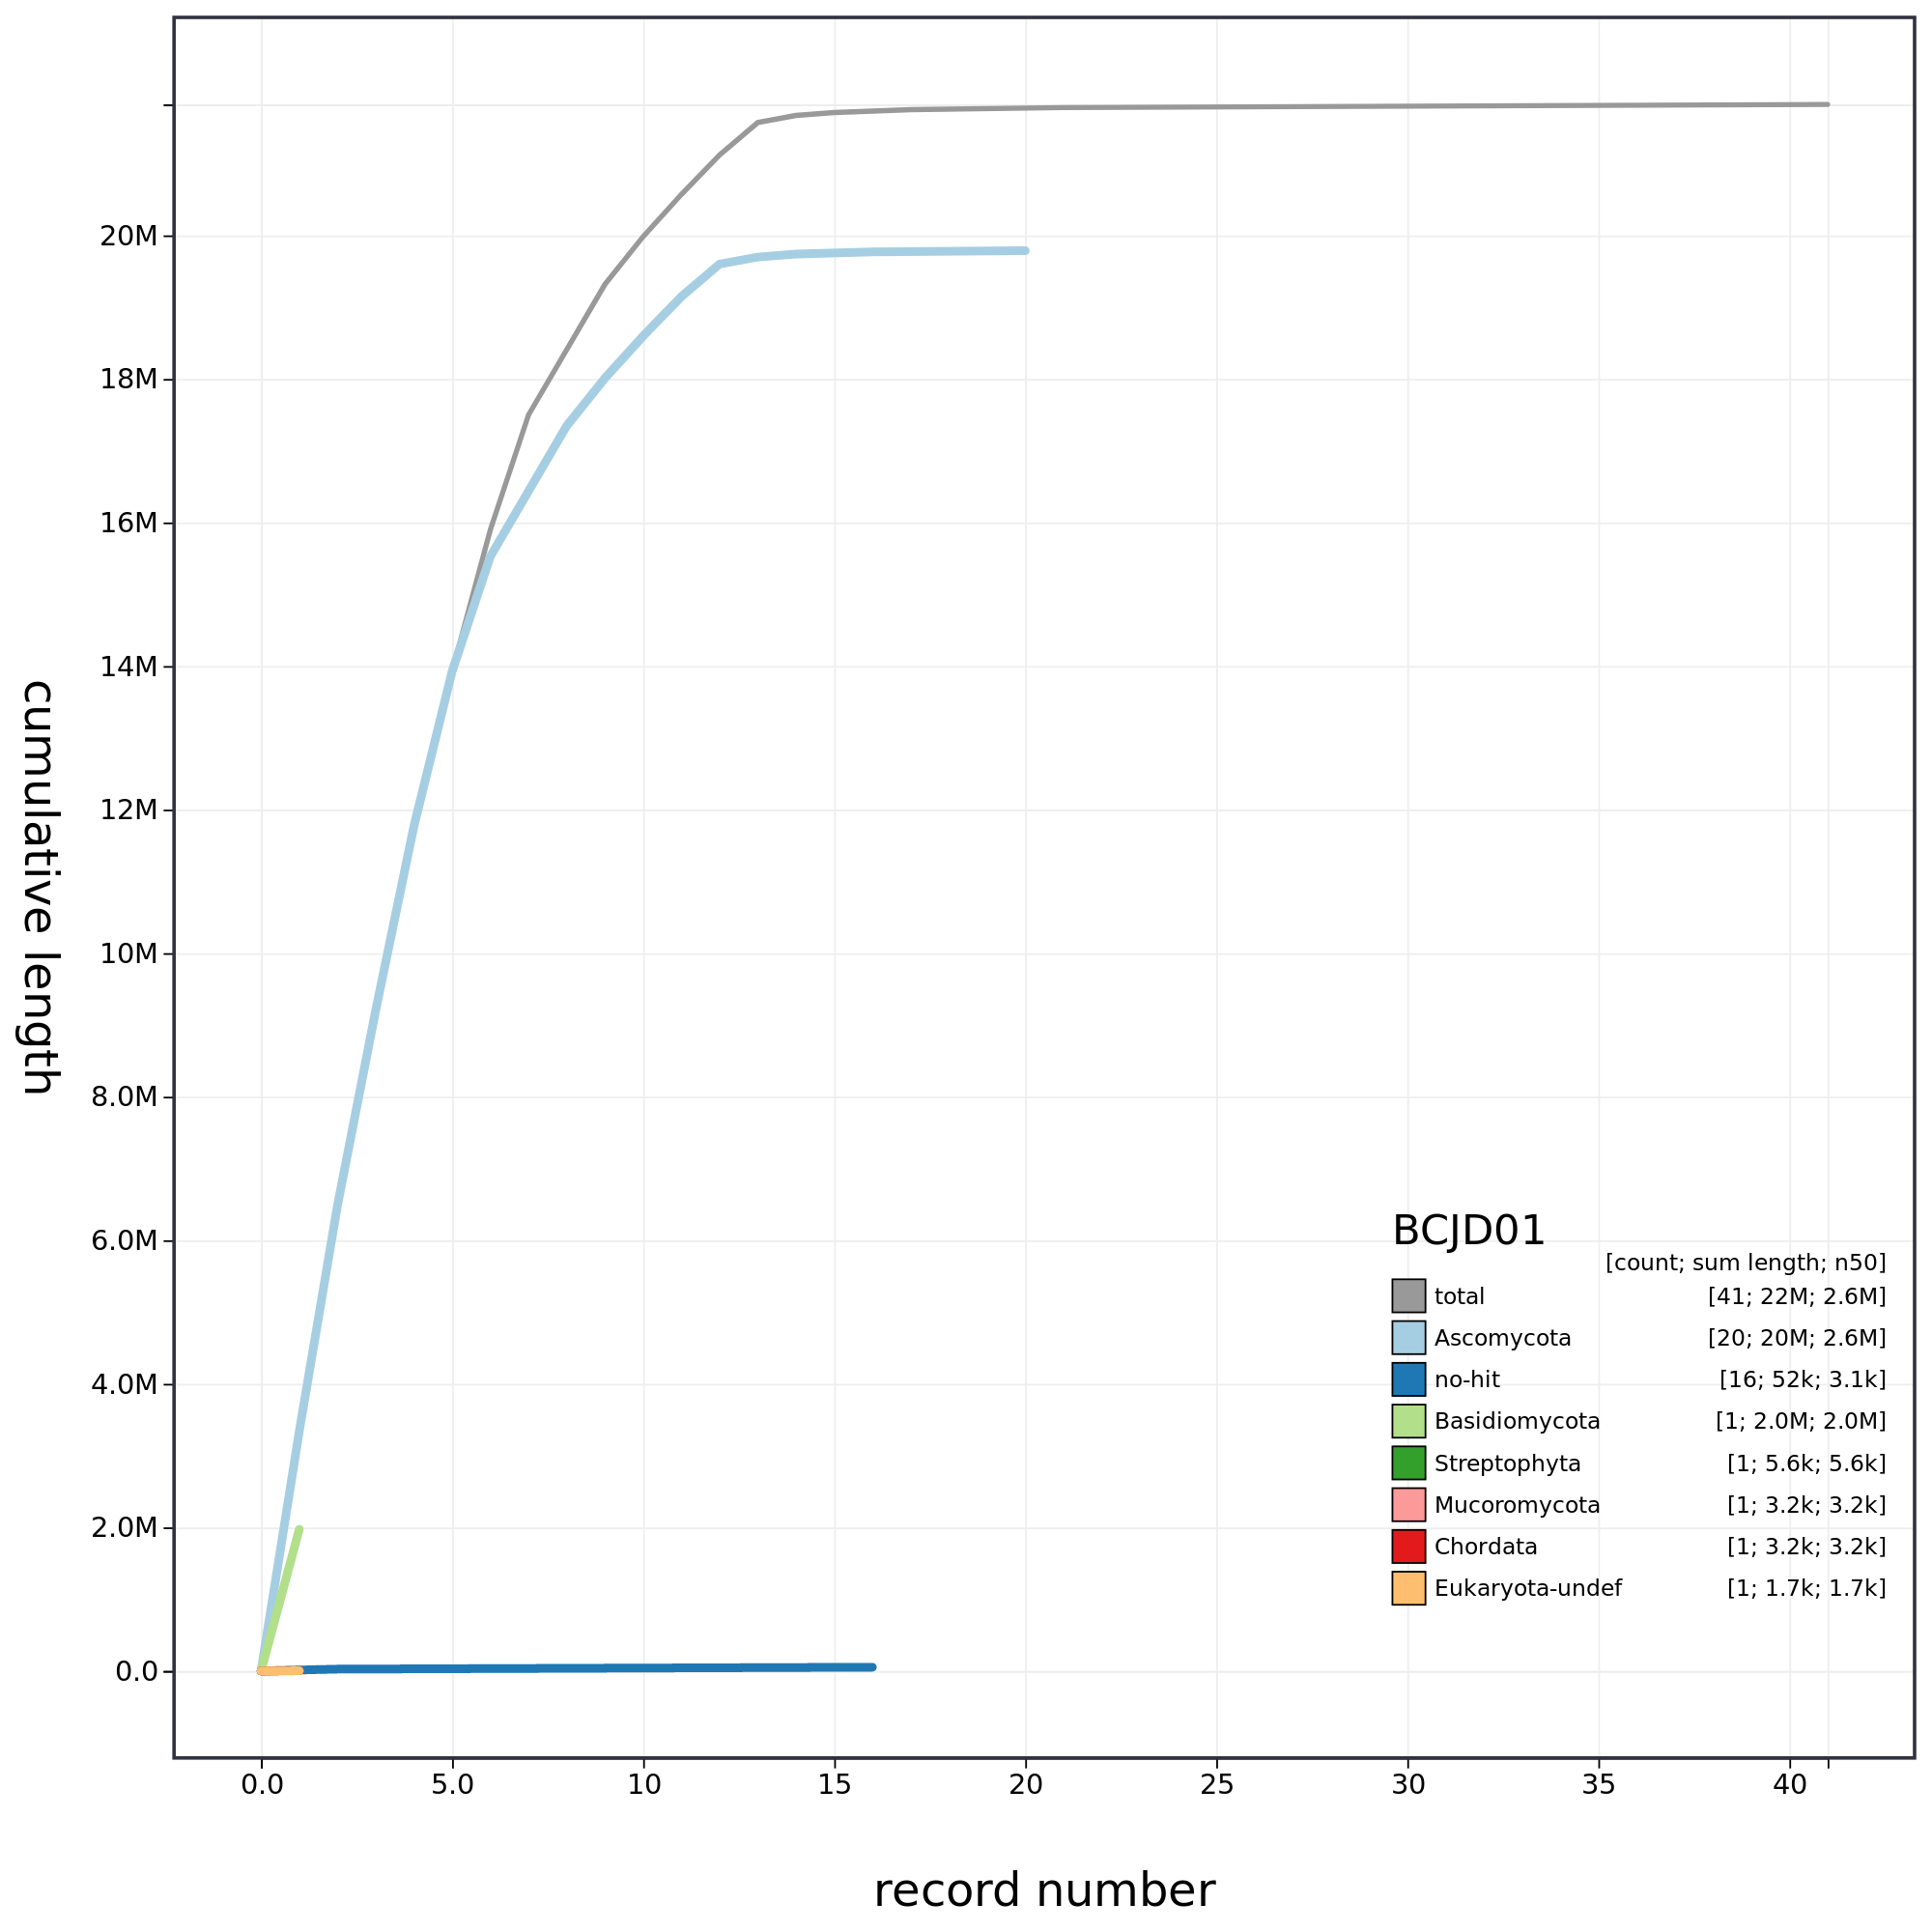 cumulative length
20M
18M
16M
14M
12M
10M
8.0M
6.0M
4.0M
2.0M
0.0
BCJD01
[count; sum length; n50]
total [41; 22M; 2.6M]
Ascomycota [20; 20M; 2.6M]
no-hit [16; 52k; 3.1k]
Basidiomycota [1; 2.0M; 2.0M]
Streptophyta [1; 5.6k; 5.6k]
Mucoromycota [1; 3.2k; 3.2k]
Chordata [1; 3.2k; 3.2k]
Eukaryota-undef [1; 1.7k; 1.7k]
0.0 5.0 10 15 20 25 30 35 40
record number